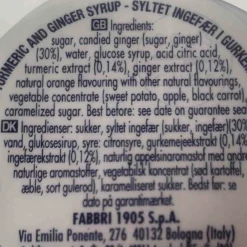 TURMERIC AND GINGER SYRUP - SYLTET INGEFÆR I GURKEM
GB Ingredients:
sugar, candied ginger (sugar, ginger)
(30%), water, glucose syrup, acid citric acid,
turmeric extract (0,14%), ginger extract (0,12%),
natural orange flavouring with other natural flavourings,
vegetable concentrate (sweet potato, apple, black carrot),
caramelized sugar. Best before: see date on guarantee seal
DK Ingredienser: sukker, syltet ingefær (sukker, ingefær) (30%),
vand, glukosesirup, syre: citronsyre, gurkemejeekstrakt (0,14%),
ingefærekstrakt (0,12%), naturlig appelsinaromastof med andre
naturlige aromastoffer, vegetabilsk koncentrat (sød kartoffel,
æble, sort gulerod), karamelliseret sukker. Bedst før: se
dato på garantimærket.
FABBRI 1905 S.p.A.
Via Emilia Ponente, 276 40132 Bologna (Italy)